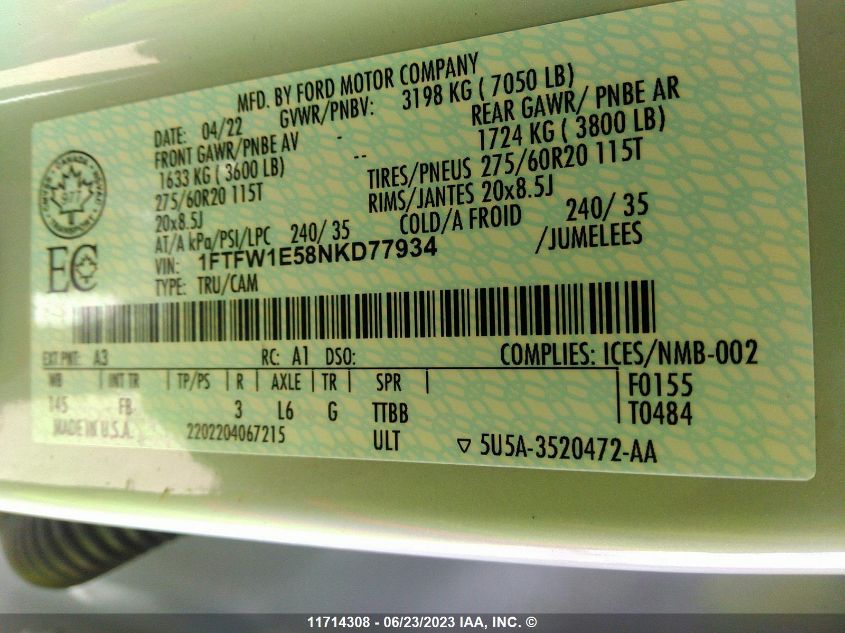 MFD. BY FORD MOTOR COMPANY
DATE: 04/22 GVWR/PNBV: 3198 KG ( 7050 LB)
FRONT GAWR/PNBE AV - REAR GAWR/ PNBE AR
1633 KG ( 3600 LB) -- 1724 KG ( 3800 LB)
275/60R20 115T TIRES/PNEUS 275/60R20 115T
20x8.5J RIMS/JANTES 20x8.5J
AT/A kPa/PSI/LPC 240/ 35 COLD/A FROID 240/ 35
VIN: 1FTFW1E58NKD77934 /JUMELEES
TYPE: TRU/CAM
CANADA
TRANSPORT
977
EC
EXT PNT: A3 RC: A1 DSO: COMPLIES: ICES/NMB-002
WB INT TR TP/PS R AXLE TR SPR F0155
145 FB 3 L6 G TTBB T0484
MADE IN U.S.A. 2202204067215 ULT ▽ 5U5A-3520472-AA
11714308 - 06/23/2023 IAA, INC. ©